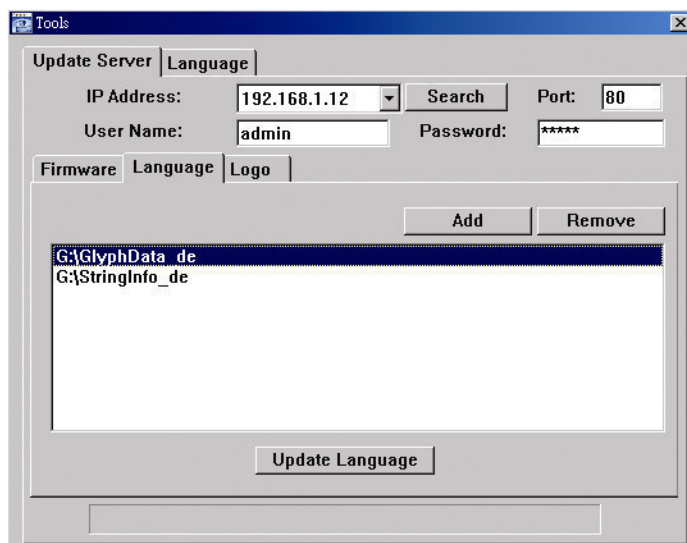 Tools
Update Server Language
IP Address: 192.168.1.12 Search Port: 80
User Name: admin Password: *****
Firmware Language Logo
Add Remove
G:\GlyphData_de
G:\StringInfo_de
Update Language